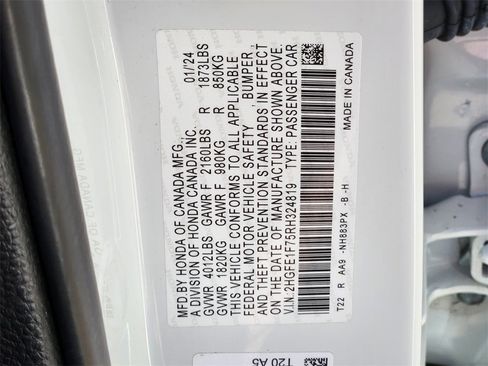 MFD. BY HONDA OF CANADA MFG. 01/'24
A DIVISION OF HONDA CANADA INC.
GVWR 4012LBS GAWR F 2160LBS R 1873LBS
GVWR 1820KG GAWR F 980KG R 850KG
THIS VEHICLE CONFORMS TO ALL APPLICABLE
FEDERAL MOTOR VEHICLE SAFETY, BUMPER,
AND THEFT PREVENTION STANDARDS IN EFFECT
ON THE DATE OF MANUFACTURE SHOWN ABOVE.
V.I.N: 2HGFE1F75RH324819 TYPE: PASSENGER CAR
MADE IN CANADA
T22 R AA9 -NH883PX -B -H
T20 A5